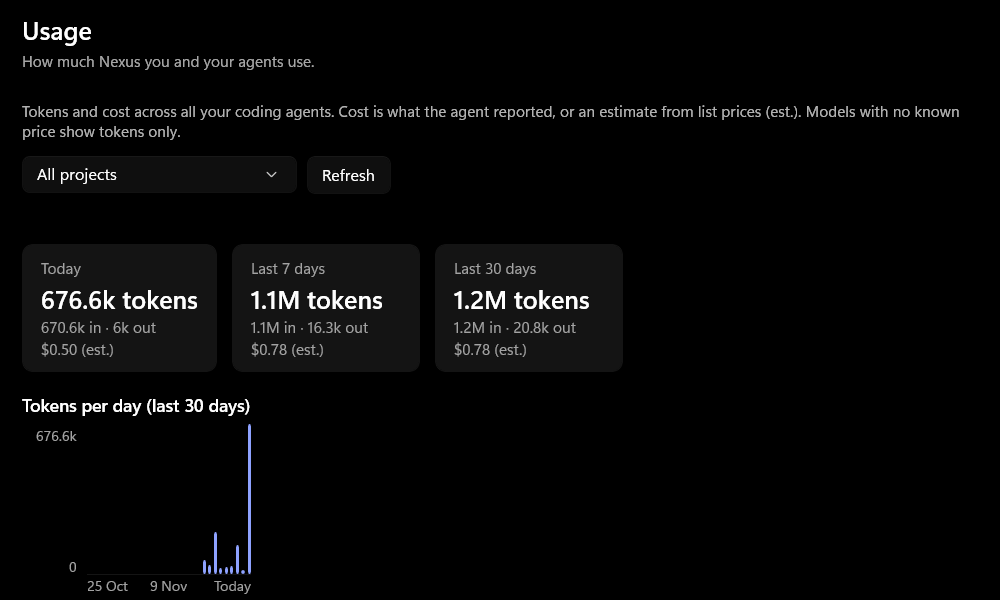 Usage
How much Nexus you and your agents use.
Tokens and cost across all your coding agents. Cost is what the agent reported, or an estimate from list prices (est.). Models with no known
price show tokens only.
All projects
Refresh
Today
676.6k tokens
670.6k in · 6k out
$0.50 (est.)
Last 7 days
1.1M tokens
1.1M in · 16.3k out
$0.78 (est.)
Last 30 days
1.2M tokens
1.2M in · 20.8k out
$0.78 (est.)
Tokens per day (last 30 days)
676.6k
0
25 Oct
9 Nov
Today